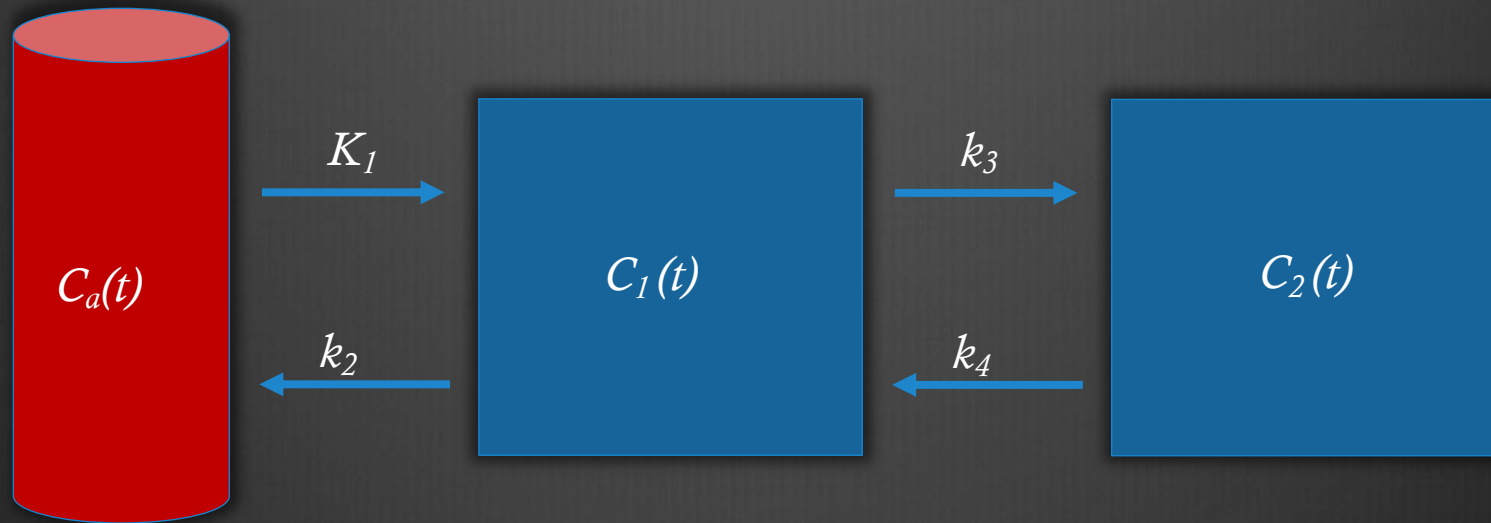 K₁
k₃
Cₐ(t)
C₁(t)
C₂(t)
k₂
k₄